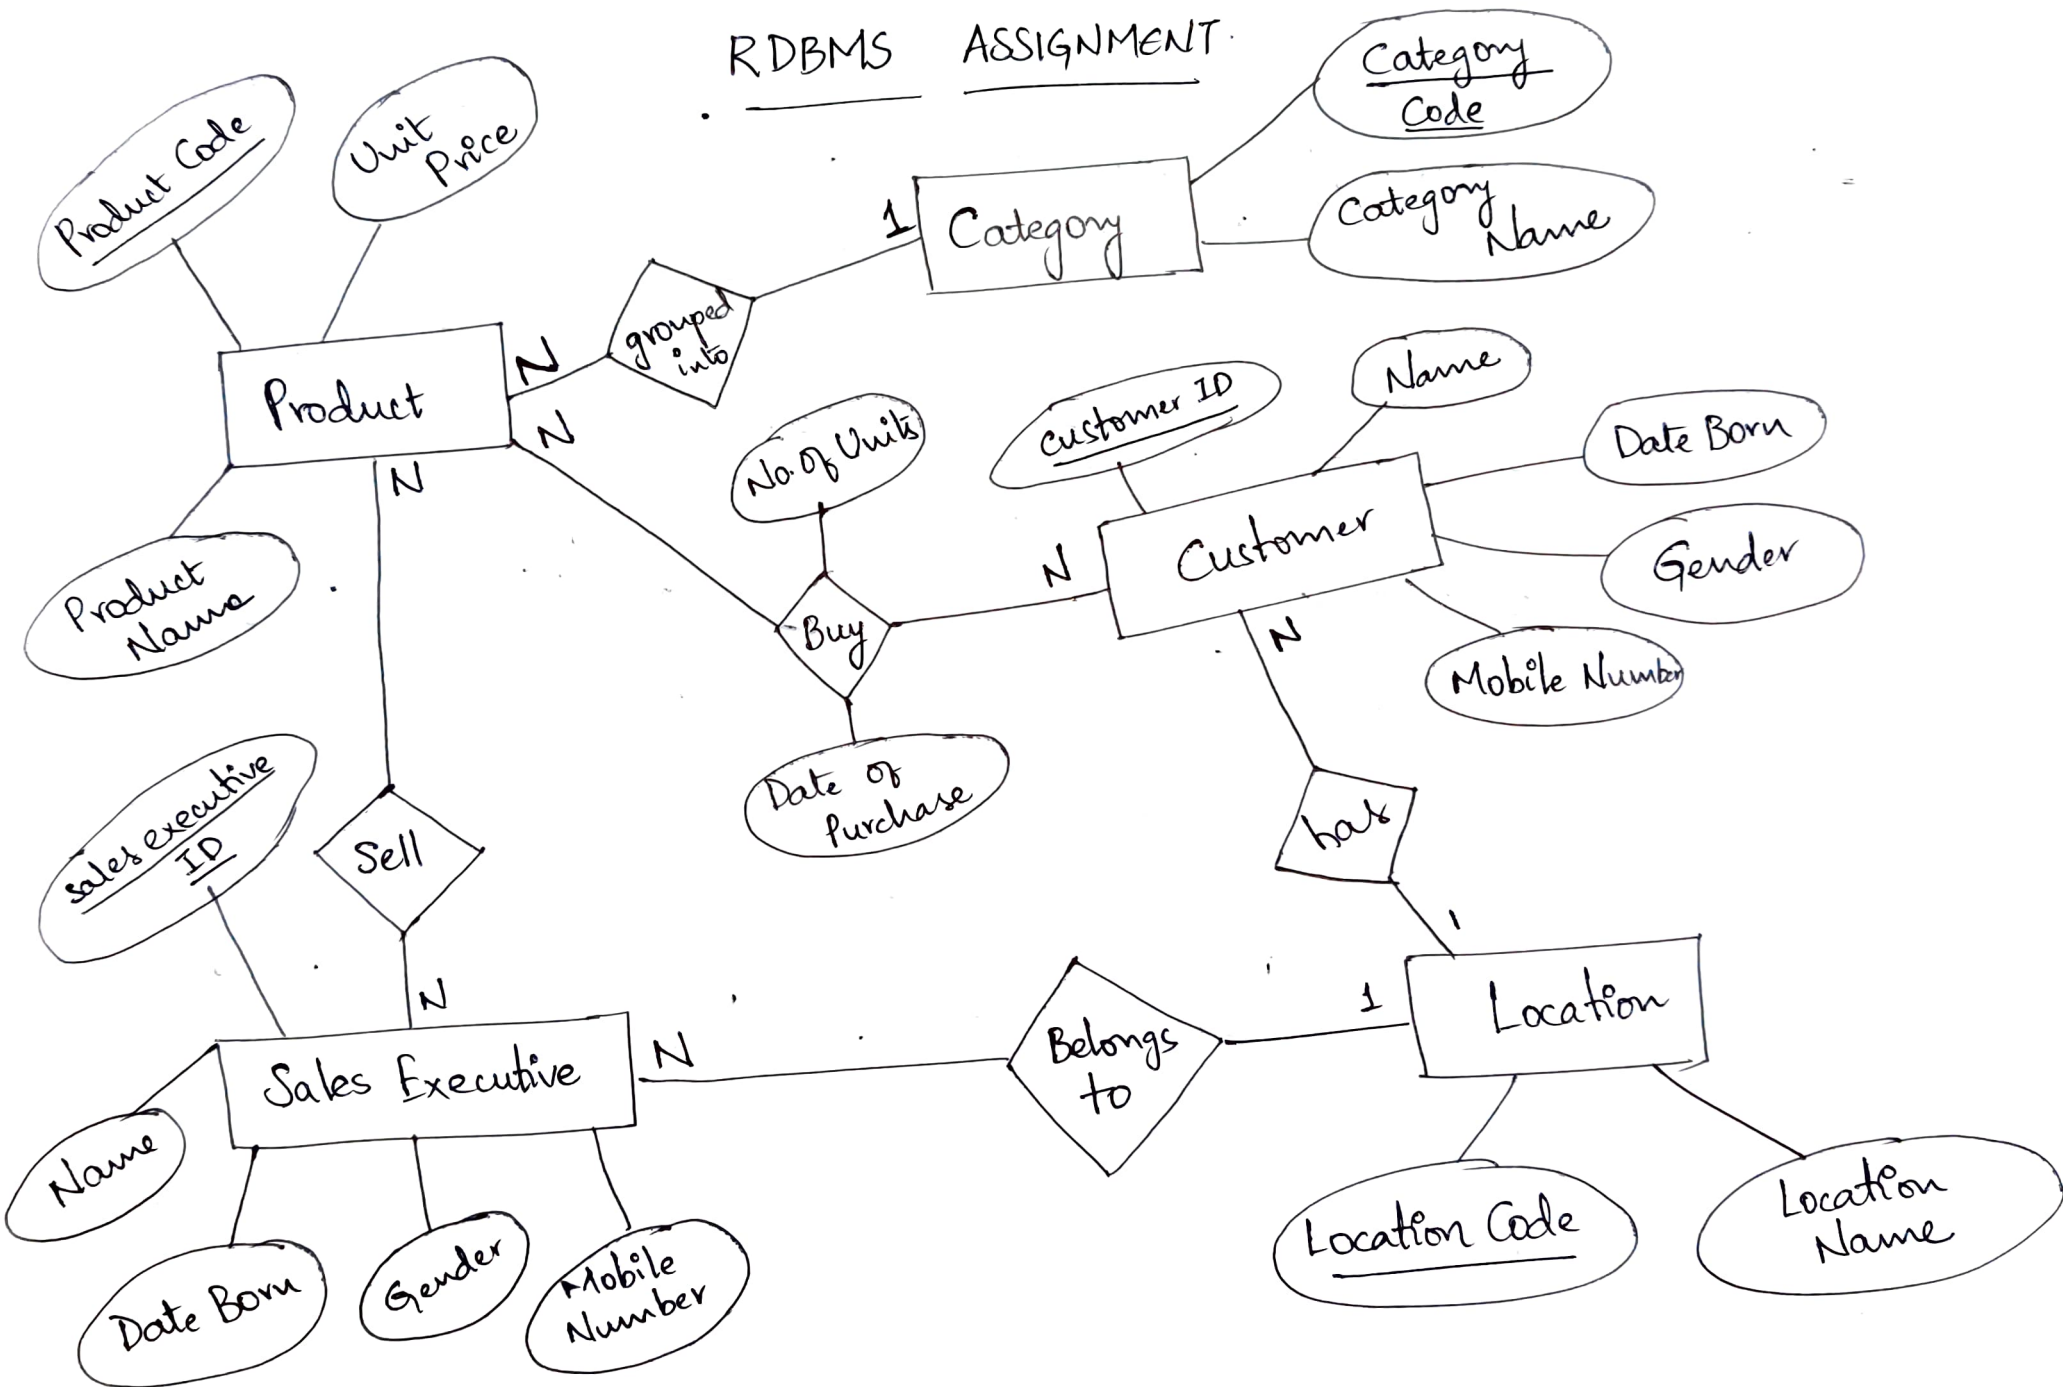 RDBMS ASSIGNMENT
Category
Code
Product Code
Unit
Price
Category
Name
1
Category
grouped
into
N
Product
N
N
Name
Customer ID
Date Born
No. Of Units
Customer
Gender
N
Product
Name
Buy
N
Mobile Number
Date Of
Purchase
Sales executive
ID
Sell
has
1
N
1
Location
Belongs
to
N
Sales Executive
Name
Location Code
Location
Name
Date Born
Gender
Mobile
Number